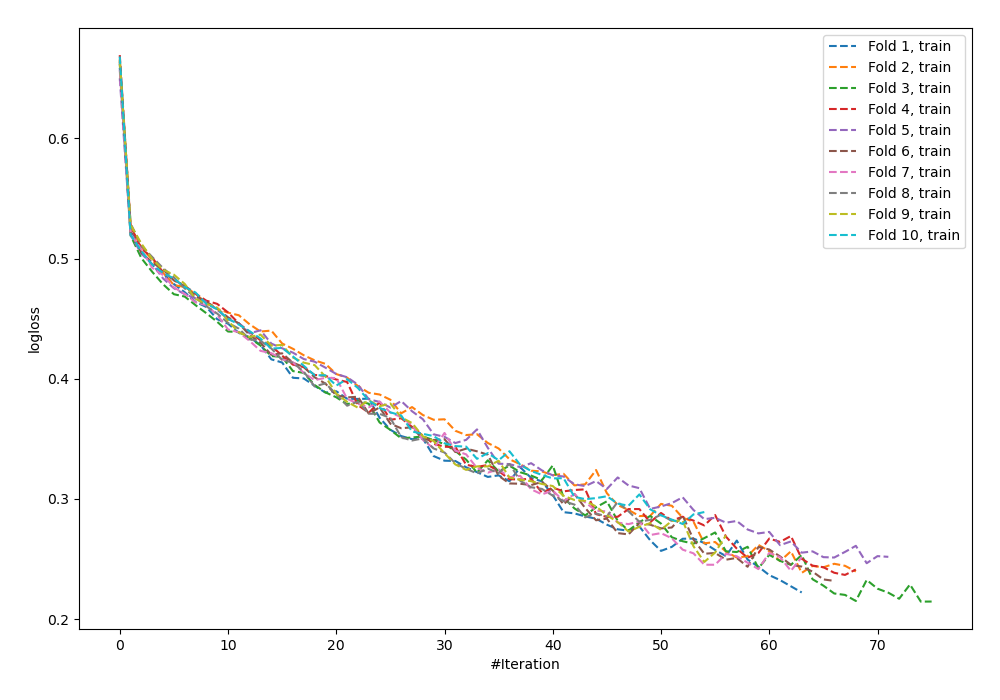 Fold 1, train
Fold 2, train
Fold 3, train
Fold 4, train
Fold 5, train
Fold 6, train
Fold 7, train
Fold 8, train
Fold 9, train
Fold 10, train
logloss
0.6
0.5
0.4
0.3
0.2
0 10 20 30 40 50 60 70
#Iteration